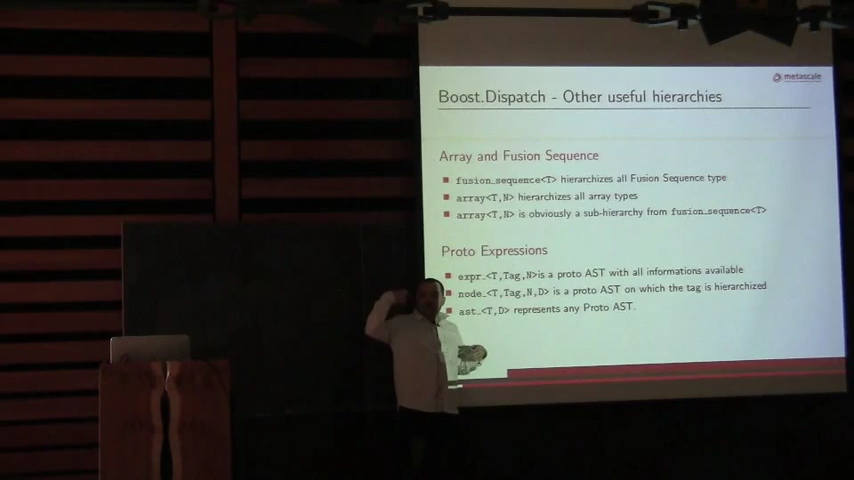 metascale
Boost.Dispatch - Other useful hierarchies
Array and Fusion Sequence
fusion_sequence<T> hierarchizes all Fusion Sequence type
array<T,N> hierarchizes all array types
array<T,N> is obviously a sub-hierarchy from fusion_sequence<T>
Proto Expressions
expr_<T,Tag,N>is a proto AST with all informations available
node_<T,Tag,N,D> is a proto AST on which the tag is hierarchized
ast_<T,D> represents any Proto AST.